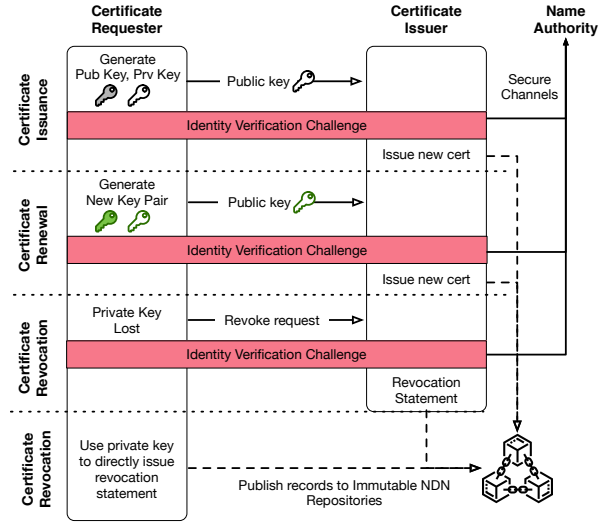 Certificate
Requester
Certificate
Issuer
Name
Authority
Certificate
Issuance
Generate
Pub Key, Prv Key
Public key
Secure
Channels
Identity Verification Challenge
Issue new cert
Certificate
Renewal
Generate
New Key Pair
Public key
Identity Verification Challenge
Issue new cert
Certificate
Revocation
Private Key
Lost
Revoke request
Identity Verification Challenge
Revocation
Statement
Certificate
Revocation
Use private key
to directly issue
revocation
statement
Publish records to Immutable NDN
Repositories